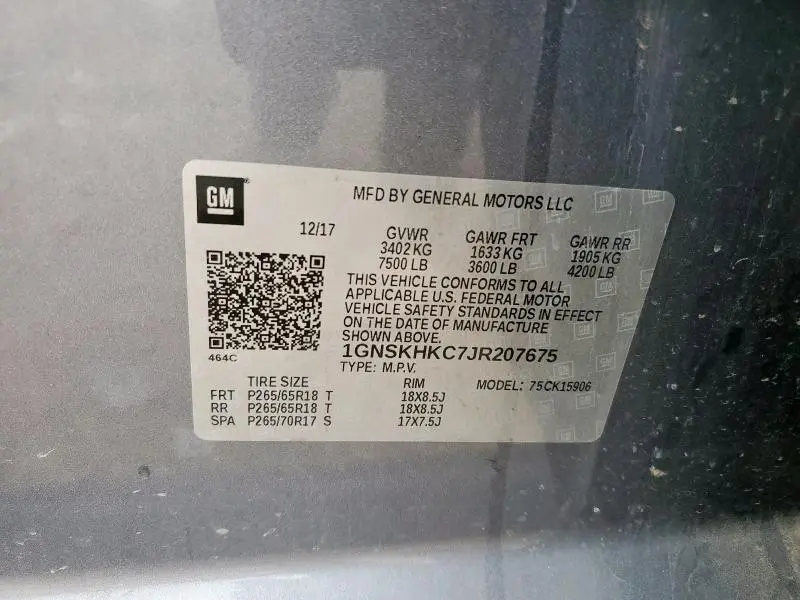 GM
MFD BY GENERAL MOTORS LLC
12/17 GVWR GAWR FRT GAWR RR
3402 KG 1633 KG 1905 KG
7500 LB 3600 LB 4200 LB
THIS VEHICLE CONFORMS TO ALL
APPLICABLE U.S. FEDERAL MOTOR
VEHICLE SAFETY STANDARDS IN EFFECT
ON THE DATE OF MANUFACTURE
SHOWN ABOVE.
464C
1GNSKHKC7JR207675
TYPE: M.P.V.
TIRE SIZE RIM MODEL: 75CK15906
FRT P265/65R18 T 18X8.5J
RR P265/65R18 T 18X8.5J
SPA P265/70R17 S 17X7.5J